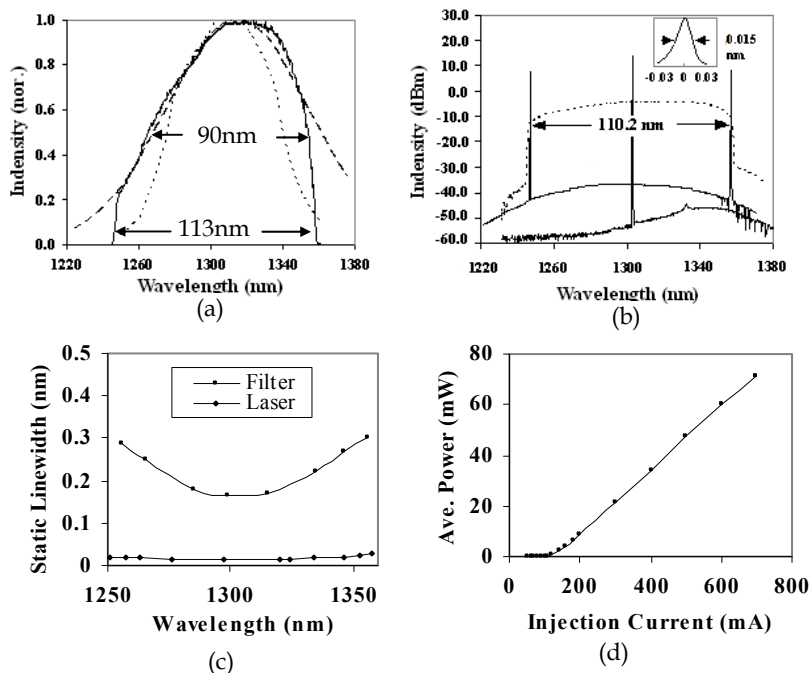 Indensity (nor.)
1.0
0.8
0.6
0.4
0.2
0.0
90nm
113nm
1220 1260 1300 1340 1380
Wavelength (nm)
(a)
Indensity (dBm)
30.0
20.0
10.0
0.0
-10.0
-20.0
-30.0
-40.0
-50.0
-60.0
0.015
nm
-0.03 0 0.03
110.2 nm
1220 1260 1300 1340 1380
Wavelength (nm)
(b)
Static Linewidth (nm)
0.5
0.4
0.3
0.2
0.1
0
Filter
Laser
1250 1300 1350
Wavelength (nm)
(c)
Ave. Power (mW)
80
60
40
20
0
0 200 400 600 800
Injection Current (mA)
(d)